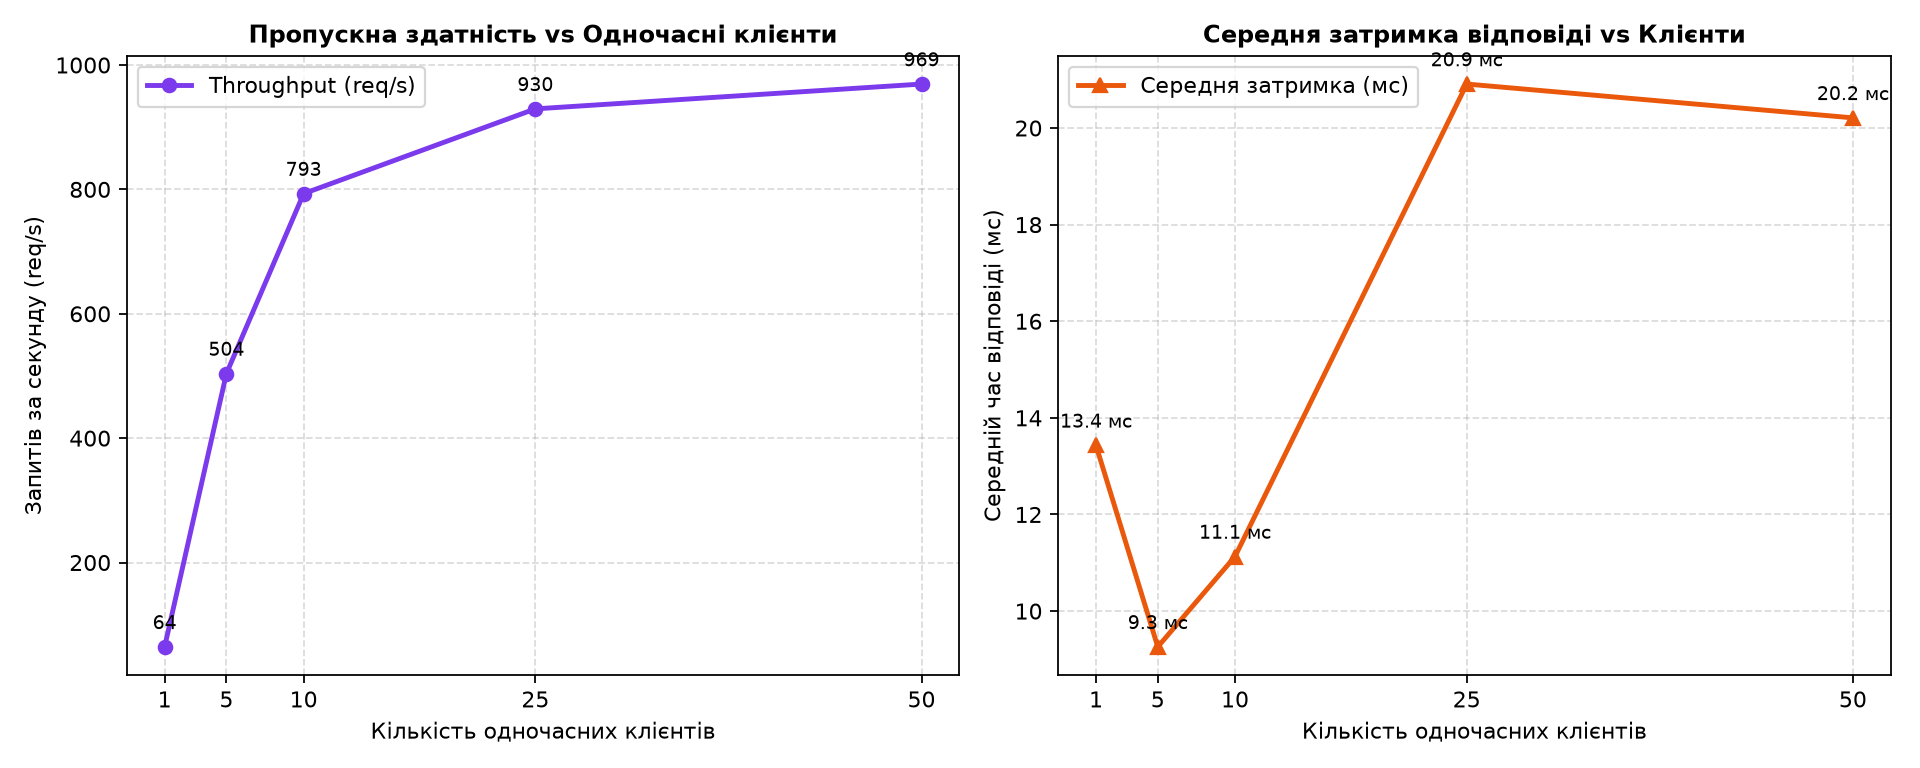 Пропускна здатність vs Одночасні клієнти
Throughput (req/s)
Запитів за секунду (req/s)
1000
800
600
400
200
64
504
793
930
969
1
5
10
25
50
Кількість одночасних клієнтів
Середня затримка відповіді vs Клієнти
Середня затримка (мс)
Середній час відповіді (мс)
20
18
16
14
12
10
13.4 мс
9.3 мс
11.1 мс
20.9 мс
20.2 мс
1
5
10
25
50
Кількість одночасних клієнтів